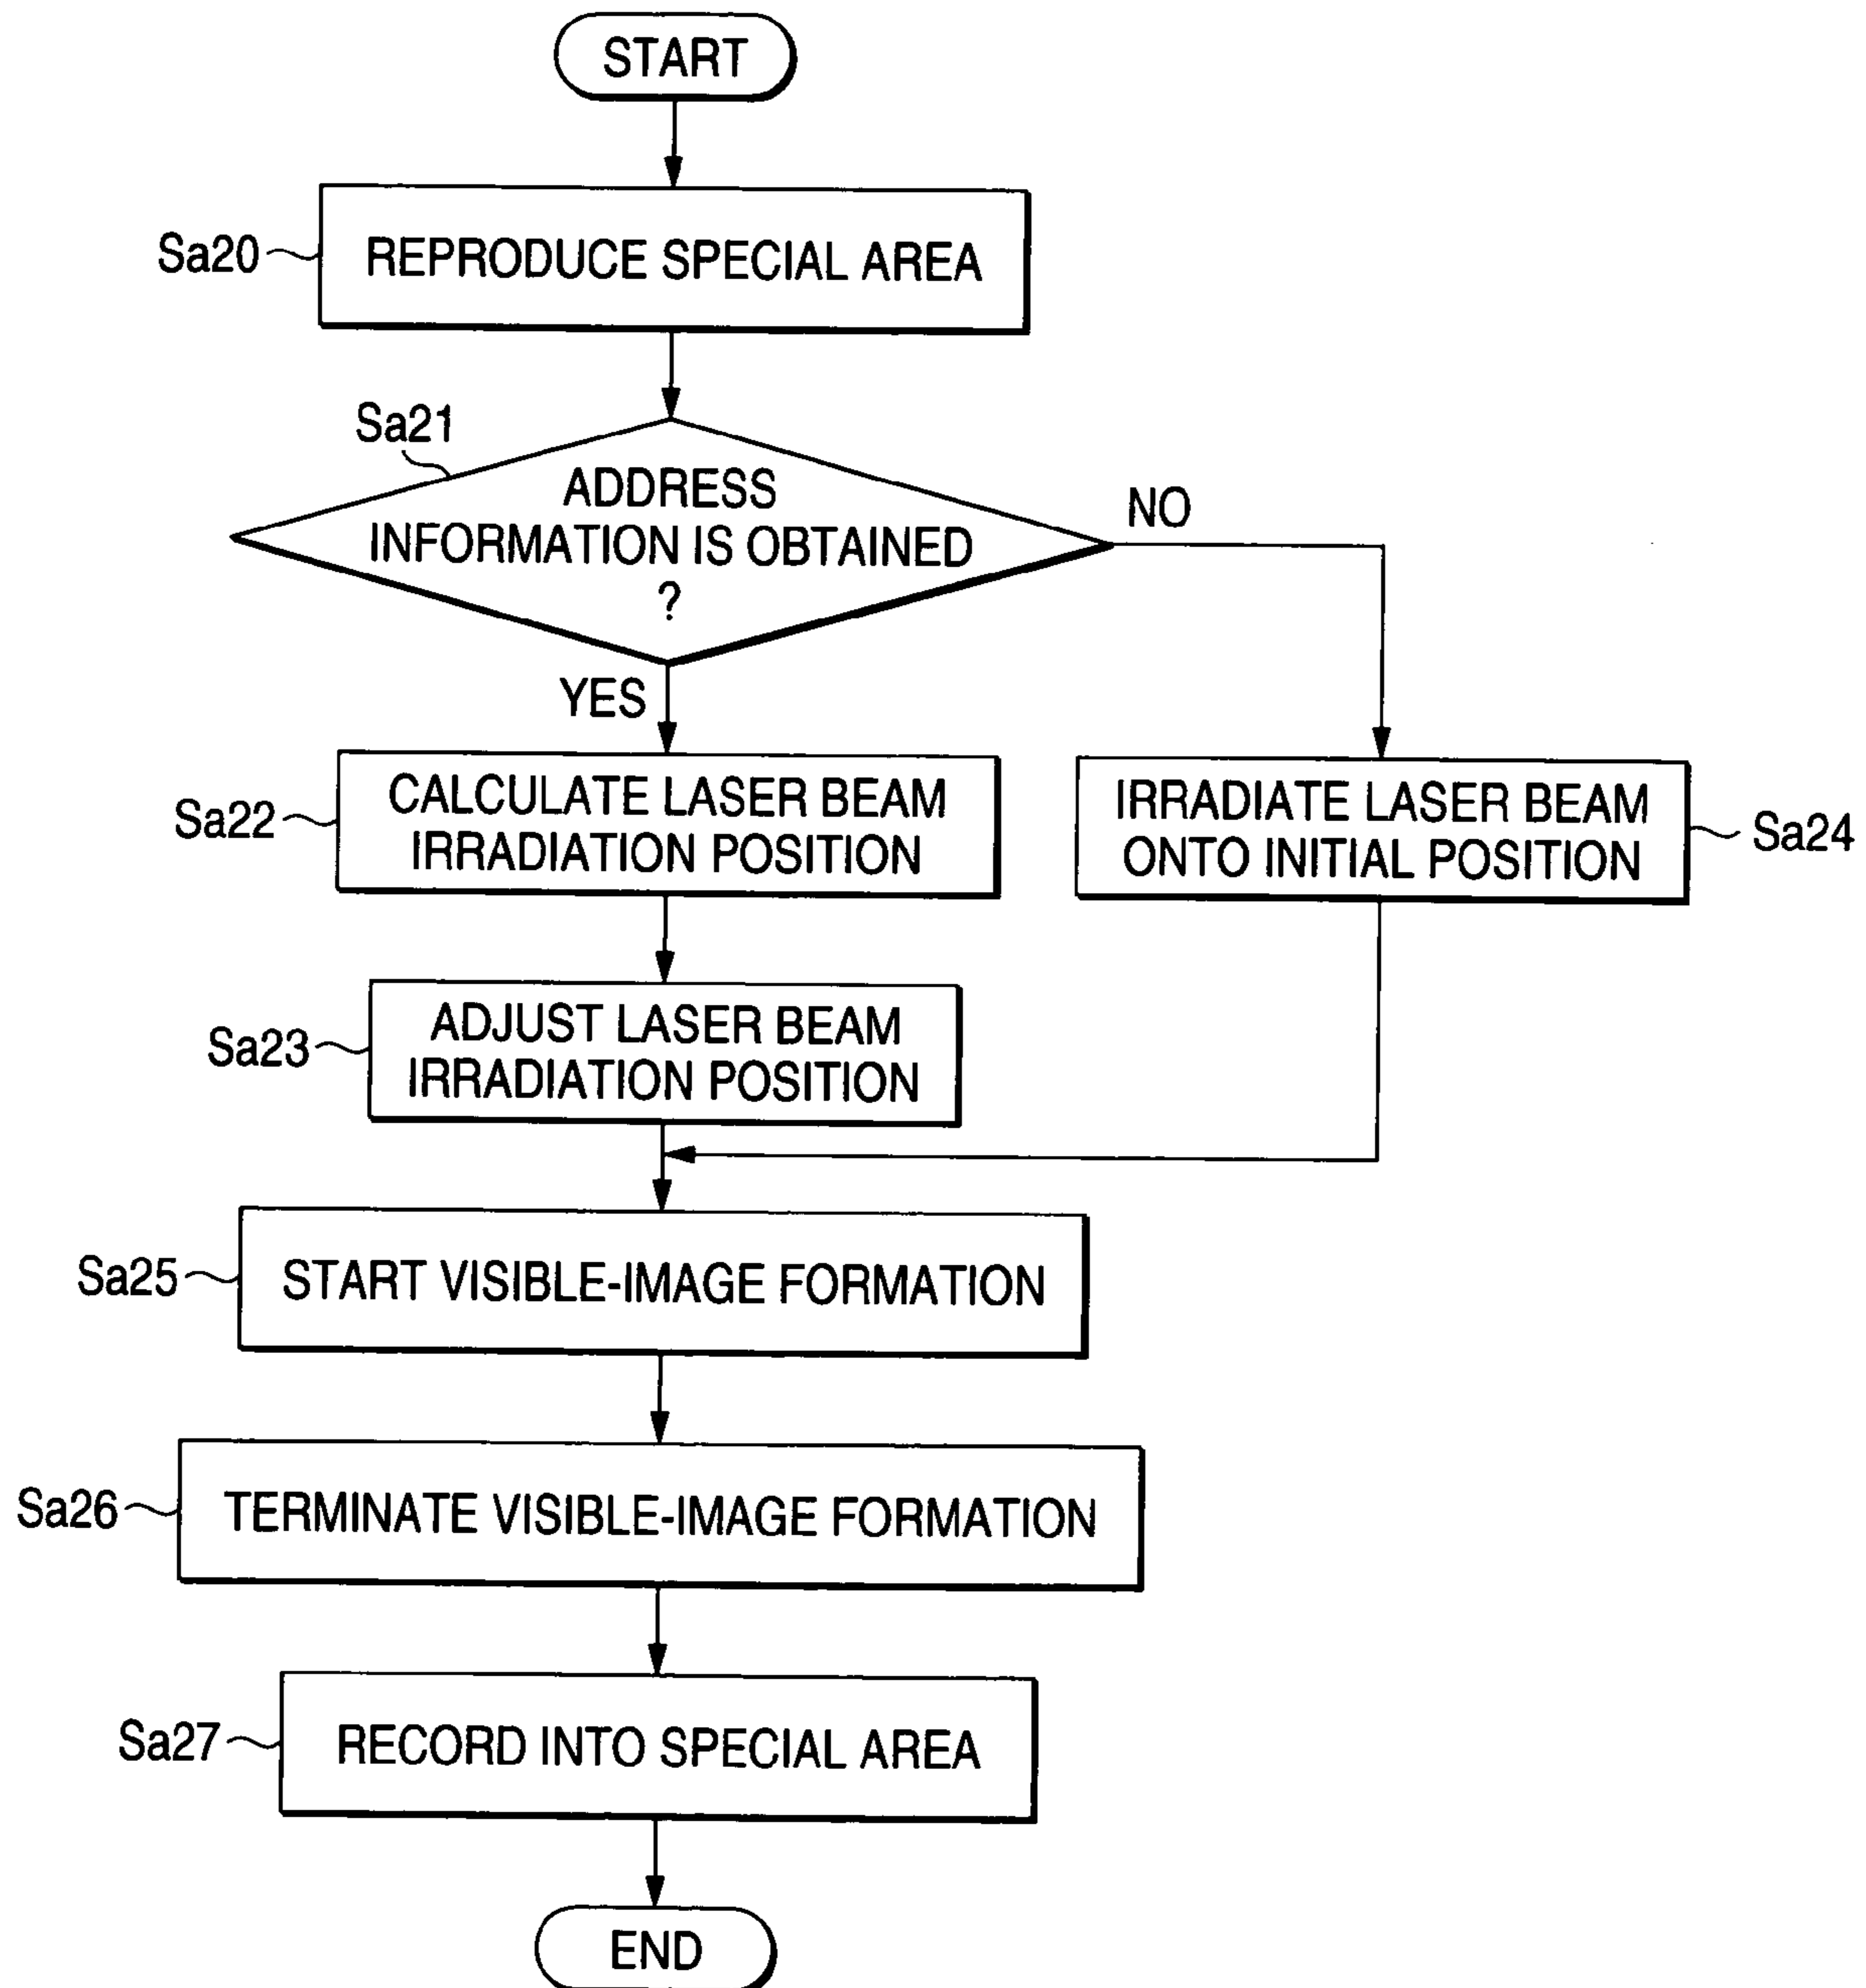 START
Sa20
REPRODUCE SPECIAL AREA
Sa21
ADDRESS
INFORMATION IS OBTAINED
?
NO
YES
Sa22
CALCULATE LASER BEAM
IRRADIATION POSITION
IRRADIATE LASER BEAM
ONTO INITIAL POSITION
Sa24
Sa23
ADJUST LASER BEAM
IRRADIATION POSITION
Sa25
START VISIBLE-IMAGE FORMATION
Sa26
TERMINATE VISIBLE-IMAGE FORMATION
Sa27
RECORD INTO SPECIAL AREA
END